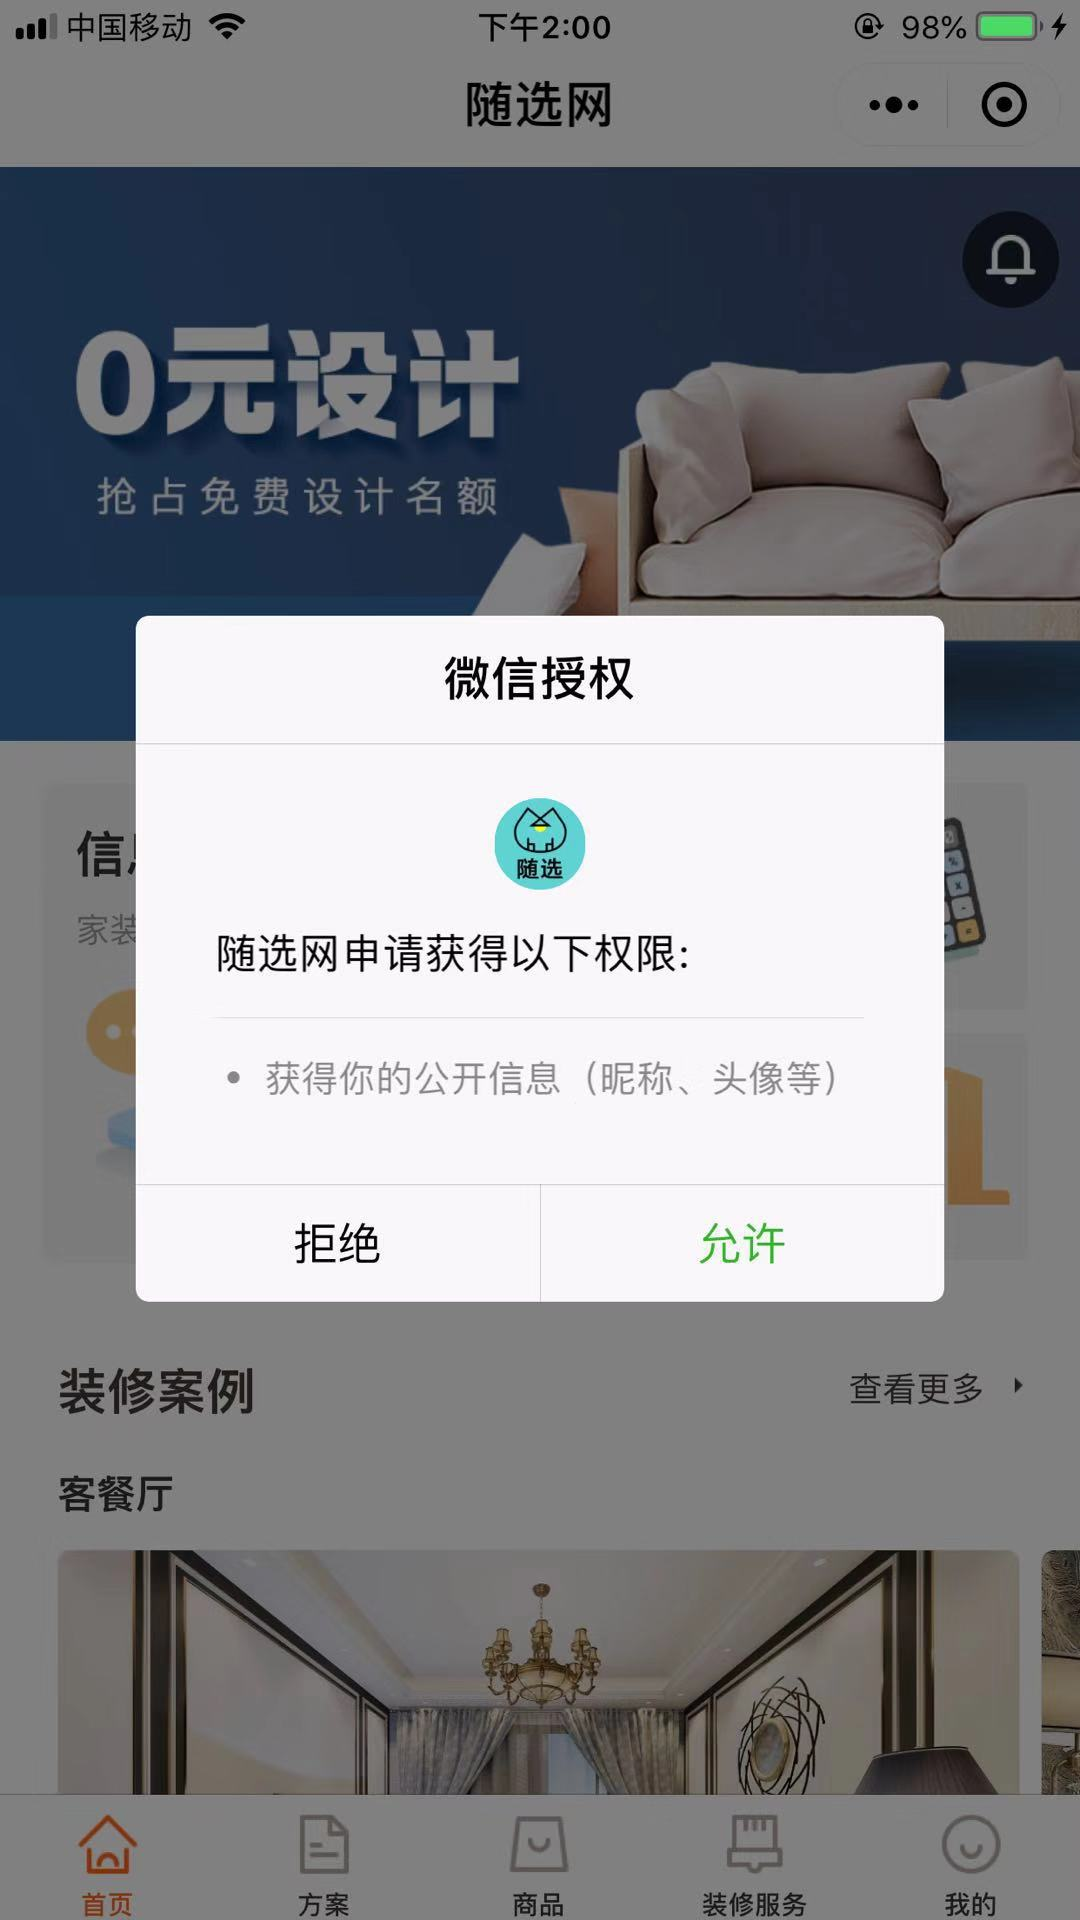 中国移动
下午2:00
98%
随选网
0元设计
抢占免费设计名额
微信授权
信
家装
随选
随选网申请获得以下权限:
获得你的公开信息（昵称、头像等）
拒绝
允许
装修案例
查看更多
客餐厅
首页
方案
商品
装修服务
我的